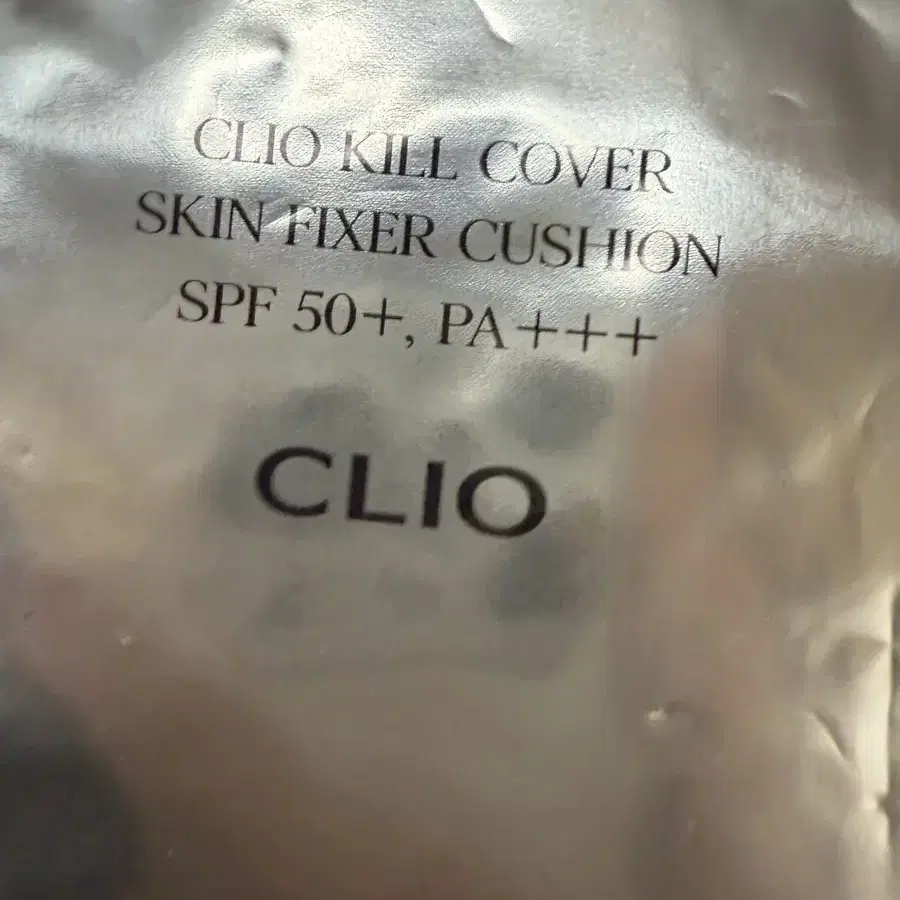 CLIO KILL COVER
SKIN FIXER CUSHION
SPF 50+, PA+++
CLIO